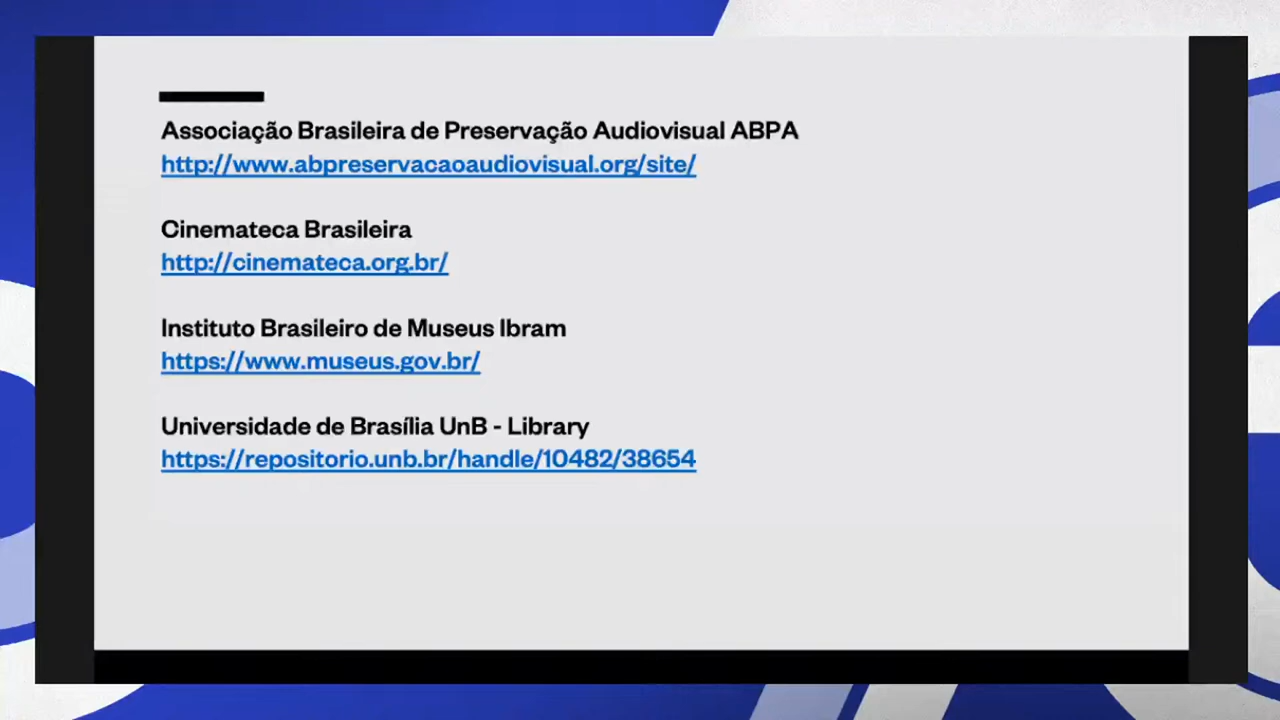 Associação Brasileira de Preservação Audiovisual ABPA
http://www.abpreservacaoaudiovisual.org/site/
Cinemateca Brasileira
http://cinemateca.org.br/
Instituto Brasileiro de Museus Ibram
https://www.museus.gov.br/
Universidade de Brasília UnB - Library
https://repositorio.unb.br/handle/10482/38654